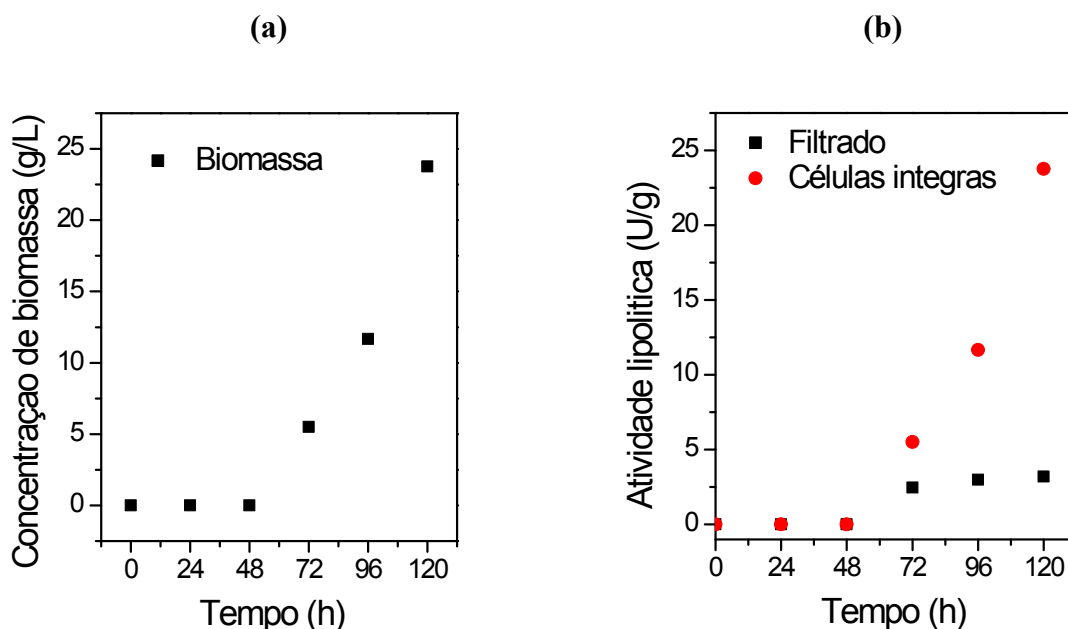 (a)
(b)
Concentraçao de biomassa (g/L)
25
20
15
10
5
0
Biomassa
0 24 48 72 96 120
Tempo (h)
Atividade lipolitica (U/g)
25
20
15
10
5
0
Filtrado
Células integras
0 24 48 72 96 120
Tempo (h)